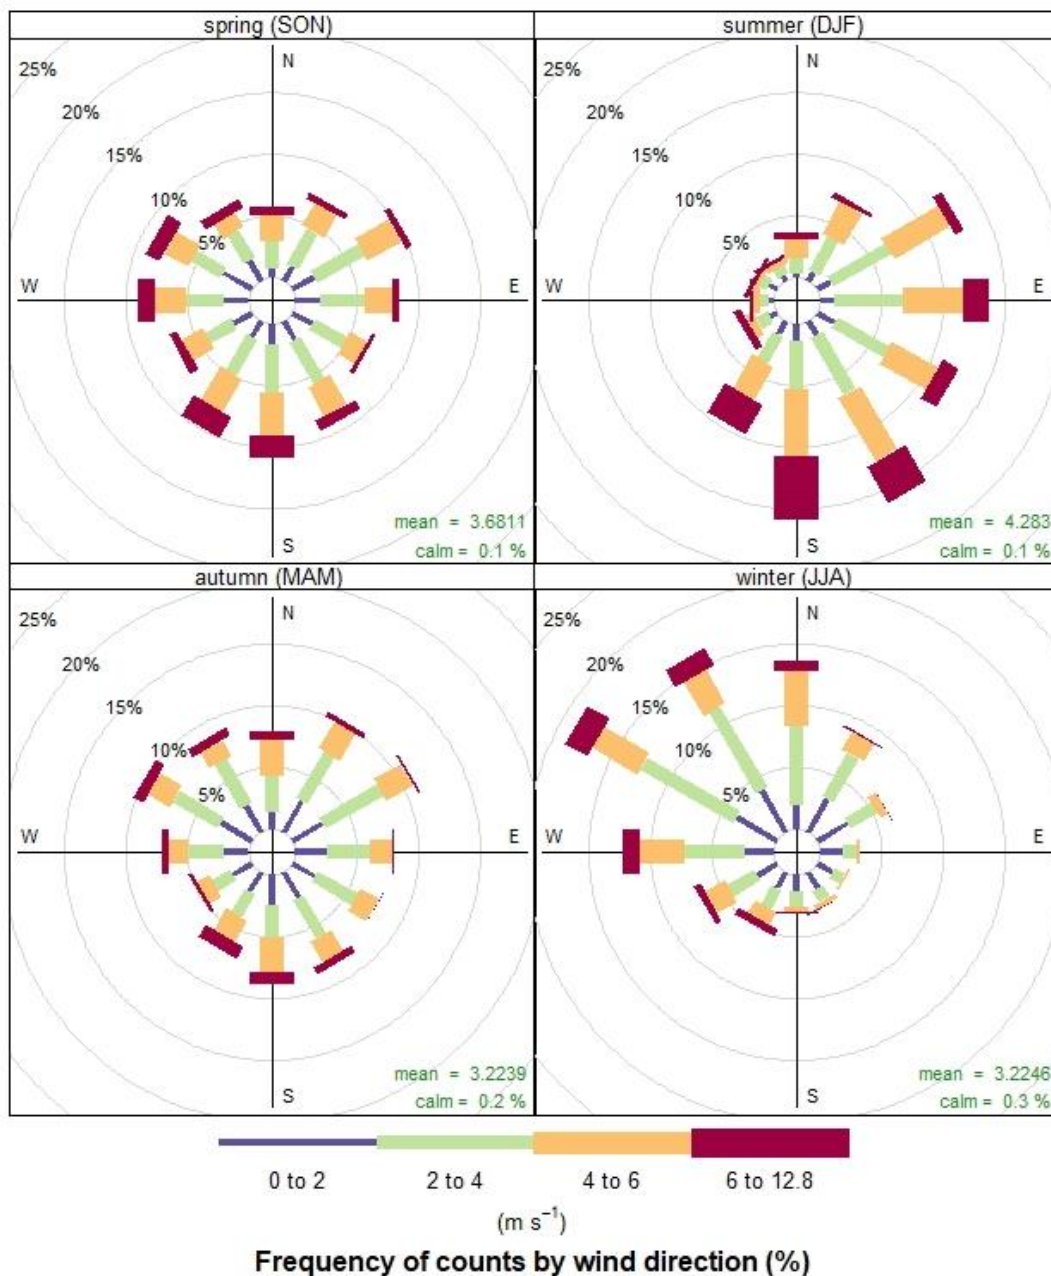 spring (SON)
25%
20%
15%
10%
5%
N
W
E
S
mean = 3.6811
calm = 0.1 %
summer (DJF)
25%
20%
15%
10%
5%
N
W
E
S
mean = 4.283
calm = 0.1 %
autumn (MAM)
25%
20%
15%
10%
5%
N
W
E
S
mean = 3.2239
calm = 0.2 %
winter (JJA)
25%
20%
15%
10%
5%
N
W
E
S
mean = 3.2246
calm = 0.3 %
0 to 2
2 to 4
4 to 6
6 to 12.8
(m s⁻¹)
Frequency of counts by wind direction (%)